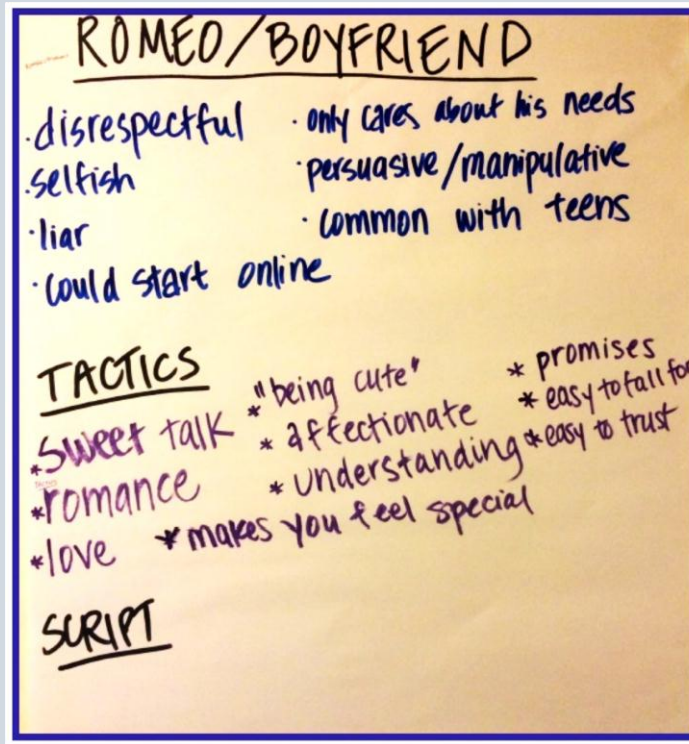 ROMEO/BOYFRIEND
· disrespectful · only cares about his needs
· selfish · persuasive/manipulative
· liar · common with teens
· could start online
TACTICS
* sweet talk * "being cute" * promises
* romance * affectionate * easy to fall for
* love * understanding * easy to trust
* makes you feel special
SCRIPT